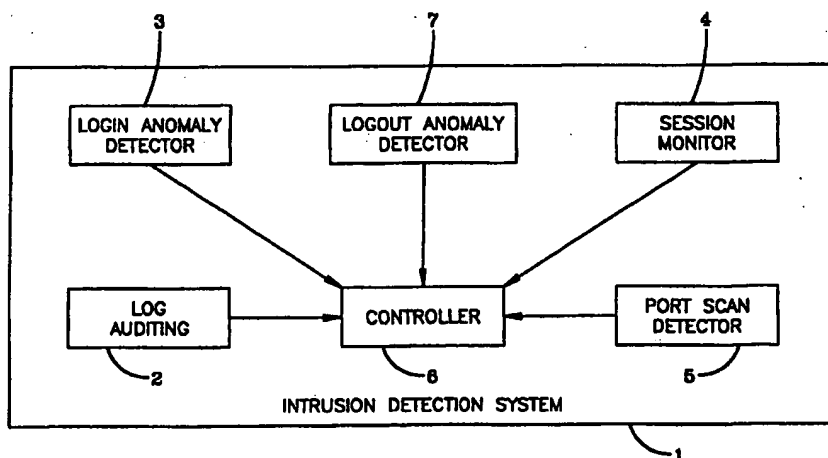 3
7
4
LOGIN ANOMALY
DETECTOR
LOGOUT ANOMALY
DETECTOR
SESSION
MONITOR
LOG
AUDITING
CONTROLLER
PORT SCAN
DETECTOR
2
6
5
INTRUSION DETECTION SYSTEM
1